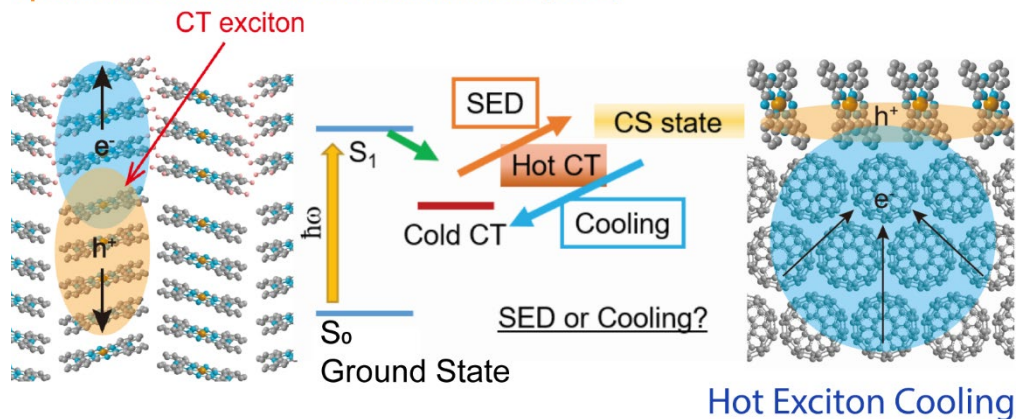 CT exciton
e-
h+
SED
CS state
S1
Hot CT
Cold CT
Cooling
ħω
SED or Cooling?
S0
Ground State
h+
e
Hot Exciton Cooling